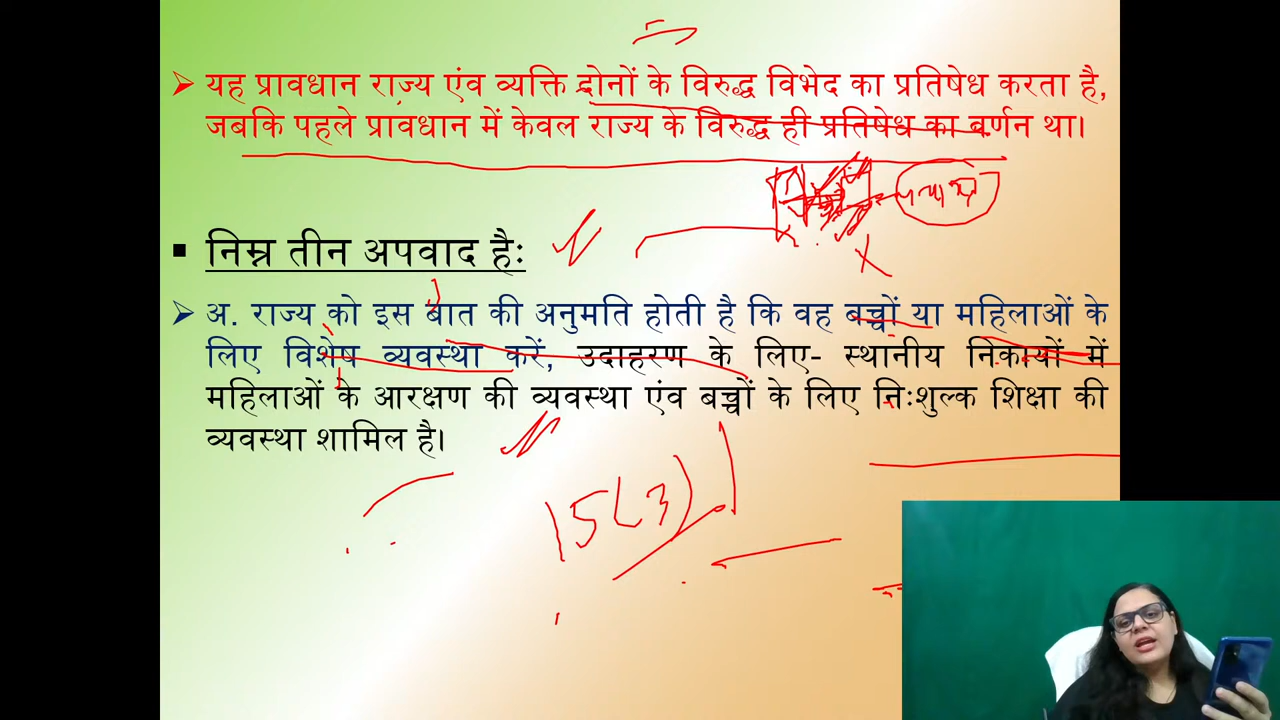 ➢ यह प्रावधान राज्य एंव व्यक्ति दोनों के विरुद्ध विभेद का प्रतिषेध करता है,
जबकि पहले प्रावधान में केवल राज्य के विरुद्ध ही प्रतिषेध का वर्णन था।
▪ निम्न तीन अपवाद हैः
➢ अ. राज्य को इस बात की अनुमति होती है कि वह बच्चों या महिलाओं के
लिए विशेष व्यवस्था करें, उदाहरण के लिए- स्थानीय निकायों में
महिलाओं के आरक्षण की व्यवस्था एंव बच्चों के लिए निःशुल्क शिक्षा की
व्यवस्था शामिल है।
15(3)